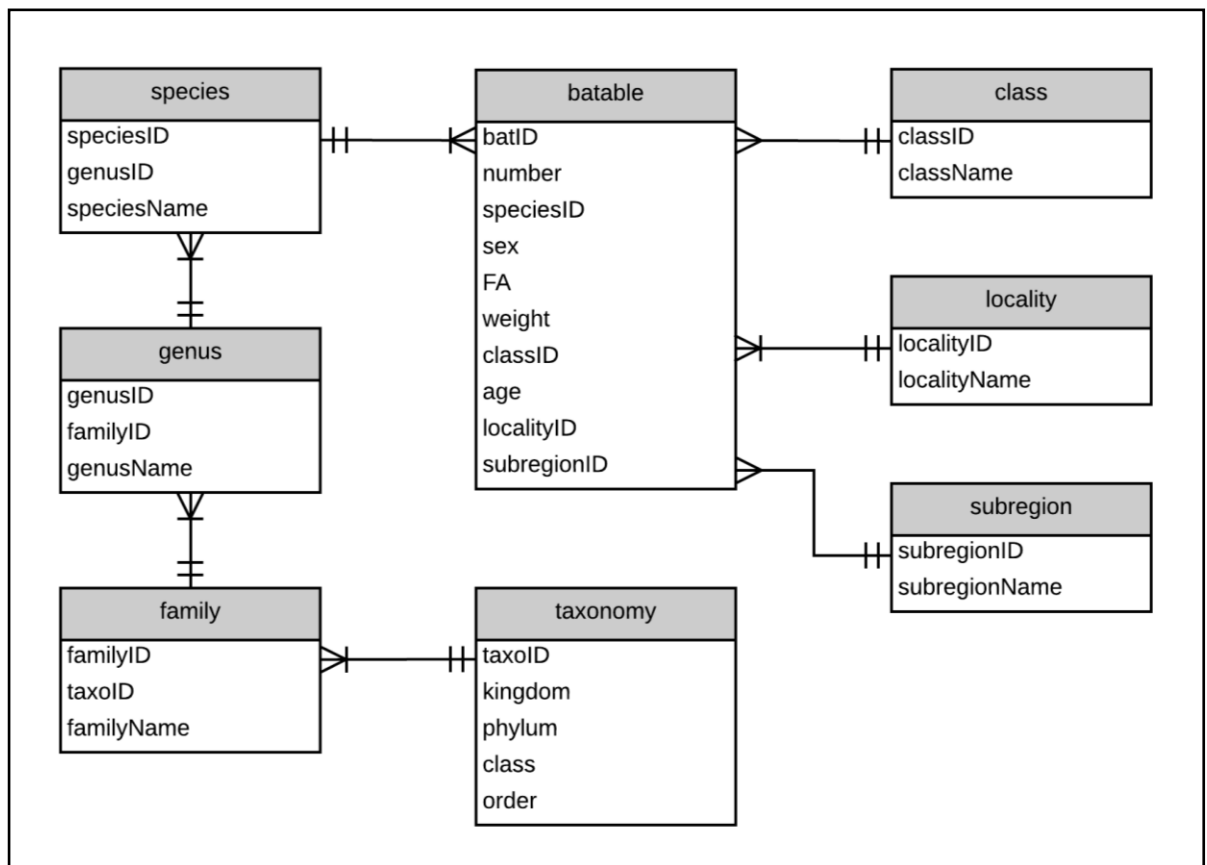 species
speciesID
genusID
speciesName
batable
batID
number
speciesID
sex
FA
weight
classID
age
localityID
subregionID
class
classID
className
locality
localityID
localityName
genus
genusID
familyID
genusName
subregion
subregionID
subregionName
family
familyID
taxoID
familyName
taxonomy
taxoID
kingdom
phylum
class
order